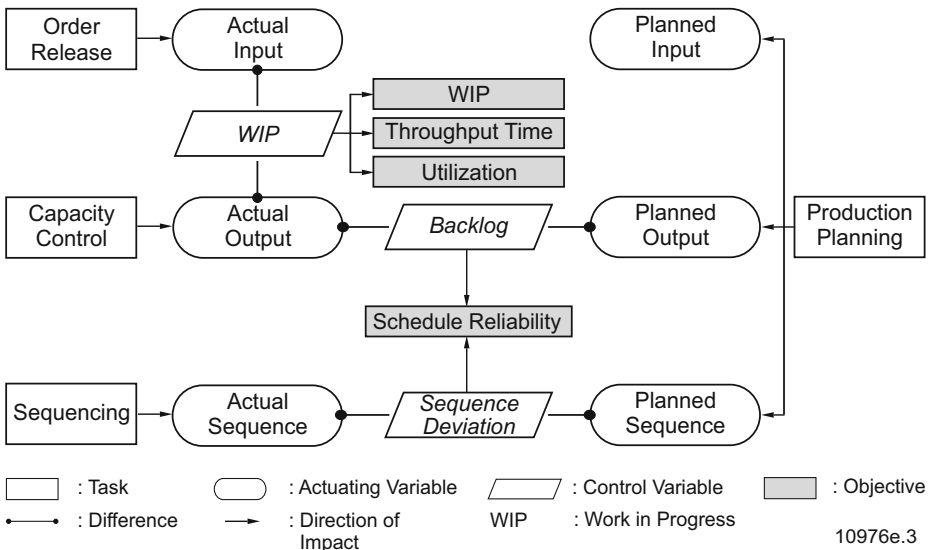 Order
Release
Actual
Input
Planned
Input
WIP
WIP
Throughput Time
Utilization
Capacity
Control
Actual
Output
Backlog
Planned
Output
Production
Planning
Schedule Reliability
Sequencing
Actual
Sequence
Sequence
Deviation
Planned
Sequence
: Task
: Actuating Variable
: Control Variable
: Objective
: Difference
: Direction of
Impact
WIP : Work in Progress
10976e.3